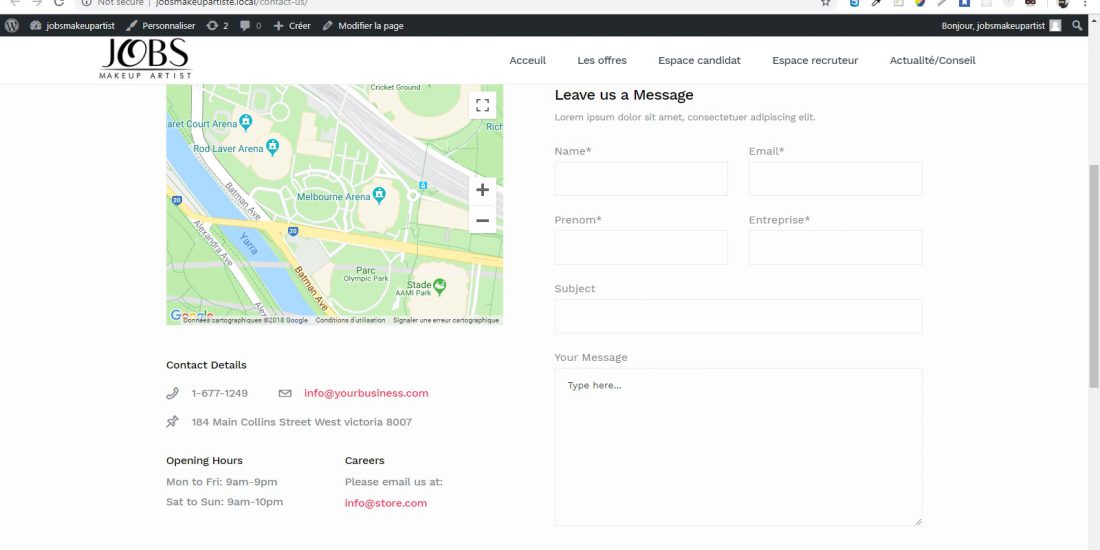 Not secure | jobsmakeupartiste.local/contact-us/
jobsmakeupartist Personnaliser 2 0 Créer Modifier la page Bonjour, jobsmakeupartist
JOBS
MAKEUP ARTIST
Acceuil Les offres Espace candidat Espace recruteur Actualité/Conseil
Cricket Ground
Rich
aret Court Arena
Rod Laver Arena
Batman Ave
Melbourne Arena
20
Alexandra Ave
Yarra
20
Batman Ave
Parc
Olympic Park
Stade
AAMI Park
Google
Données cartographiques ©2018 Google Conditions d'utilisation Signaler une erreur cartographique
Contact Details
1-677-1249 info@yourbusiness.com
184 Main Collins Street West victoria 8007
Opening Hours
Mon to Fri: 9am-9pm
Sat to Sun: 9am-10pm
Careers
Please email us at:
info@store.com
Leave us a Message
Lorem ipsum dolor sit amet, consectetuer adipiscing elit.
Name* Email*
Prenom* Entreprise*
Subject
Your Message
Type here...